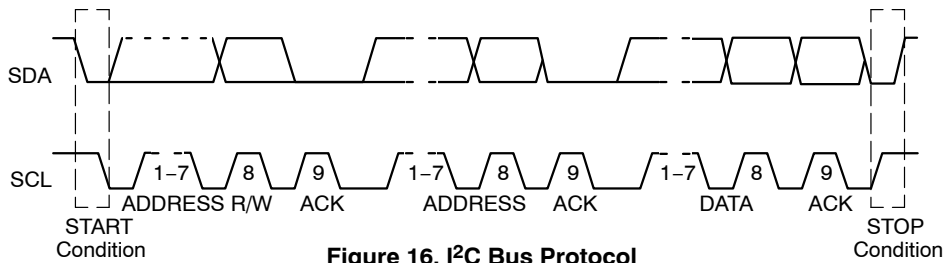 SDA
SCL
1–7 8 9 1–7 8 9 1–7 8 9
ADDRESS R/W ACK ADDRESS ACK DATA ACK
START
Condition
STOP
Condition
Figure 16. I²C Bus Protocol